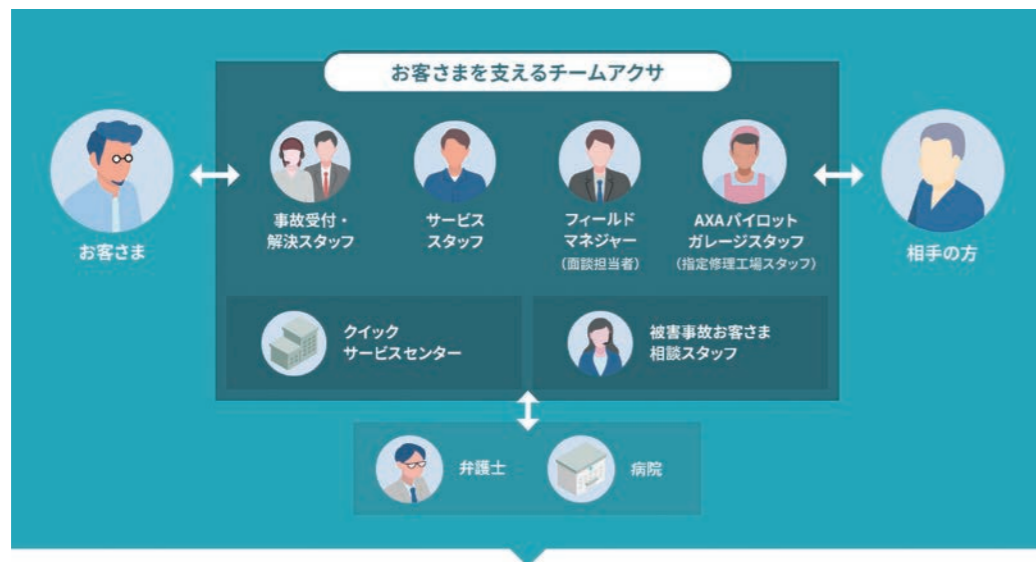 お客さまを支えるチームアクサ
お客さま
事故受付・
解決スタッフ
サービス
スタッフ
フィールド
マネジャー
（面談担当者）
AXAパイロット
ガレージスタッフ
（指定修理工場スタッフ）
相手の方
クイック
サービスセンター
被害事故お客さま
相談スタッフ
弁護士
病院